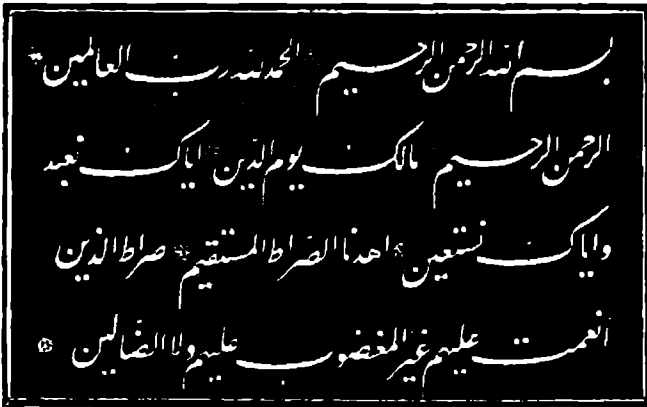 بسم الله الرحمن الرحيم * الحمد لله رب العالمين *
الرحمن الرحيم * مالك يوم الدين * اياك نعبد
واياك نستعين * اهدنا الصراط المستقيم * صراط الذين
أنعمت عليهم غير المغضوب عليهم ولا الضالين *